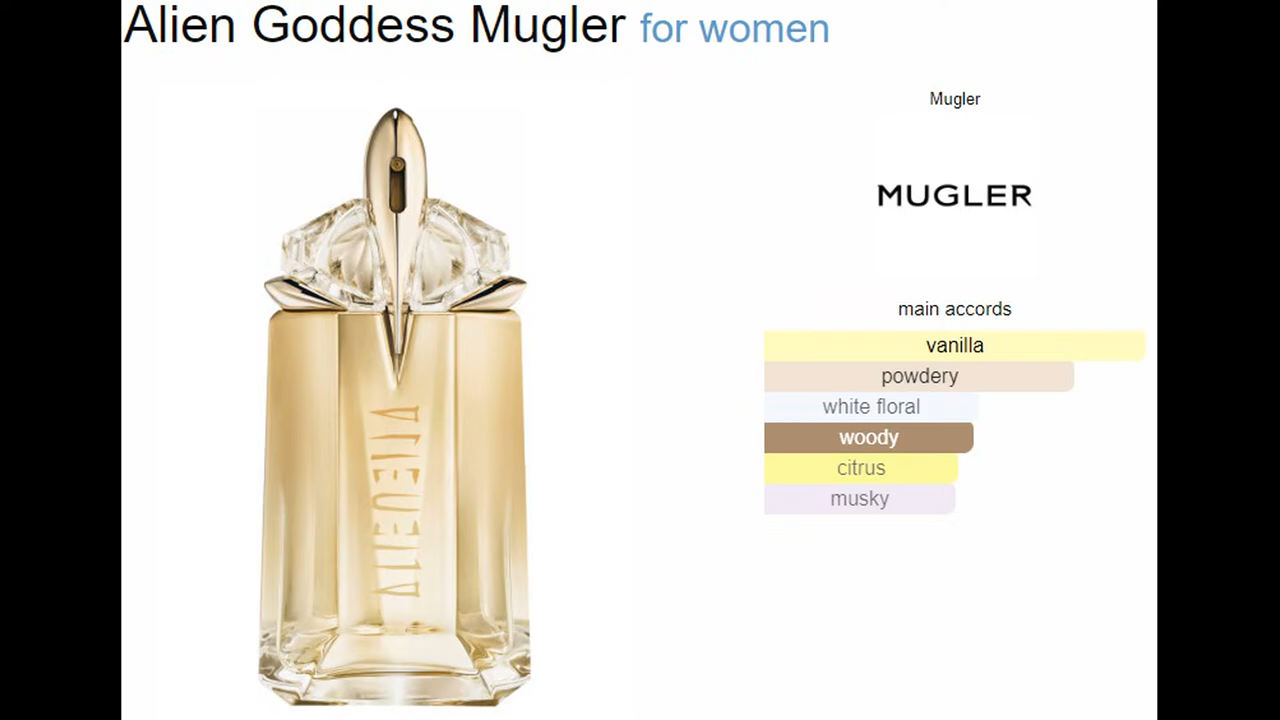 Alien Goddess Mugler for women
Mugler
MUGLER
main accords
vanilla
powdery
white floral
woody
citrus
musky